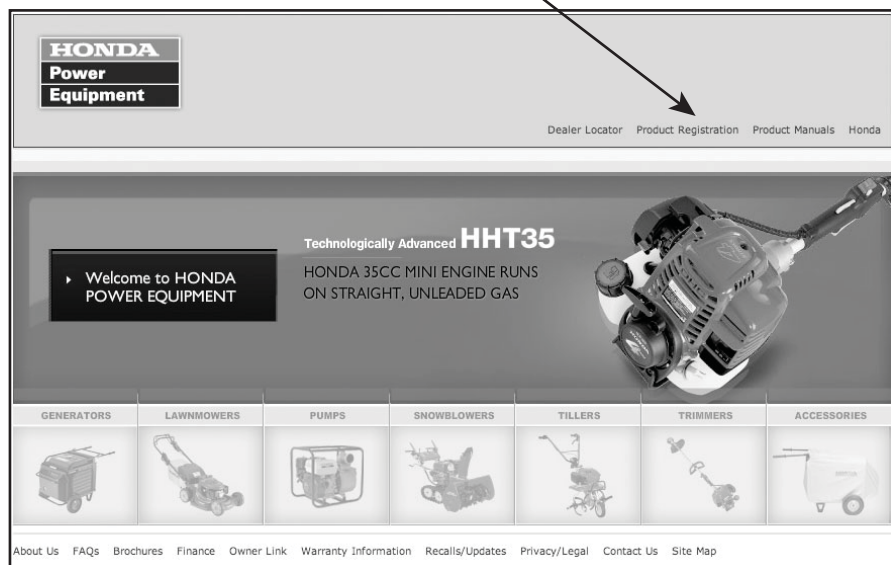 HONDA
Power
Equipment
Dealer Locator Product Registration Product Manuals Honda
Technologically Advanced HHT35
HONDA 35CC MINI ENGINE RUNS
ON STRAIGHT, UNLEADED GAS
Welcome to HONDA
POWER EQUIPMENT
GENERATORS LAWNMOWERS PUMPS SNOWBLOWERS TILLERS TRIMMERS ACCESSORIES
About Us FAQs Brochures Finance Owner Link Warranty Information Recalls/Updates Privacy/Legal Contact Us Site Map